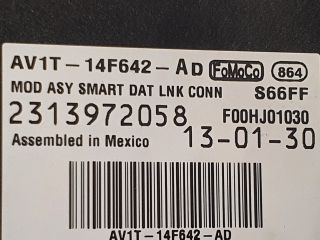 AV1T-14F642-AD FoMoCo 864
MOD ASY SMART DAT LNK CONN S66FF
2313972058 F00HJ01030
Assembled in Mexico 13-01-30
AV1T-14F642-AD